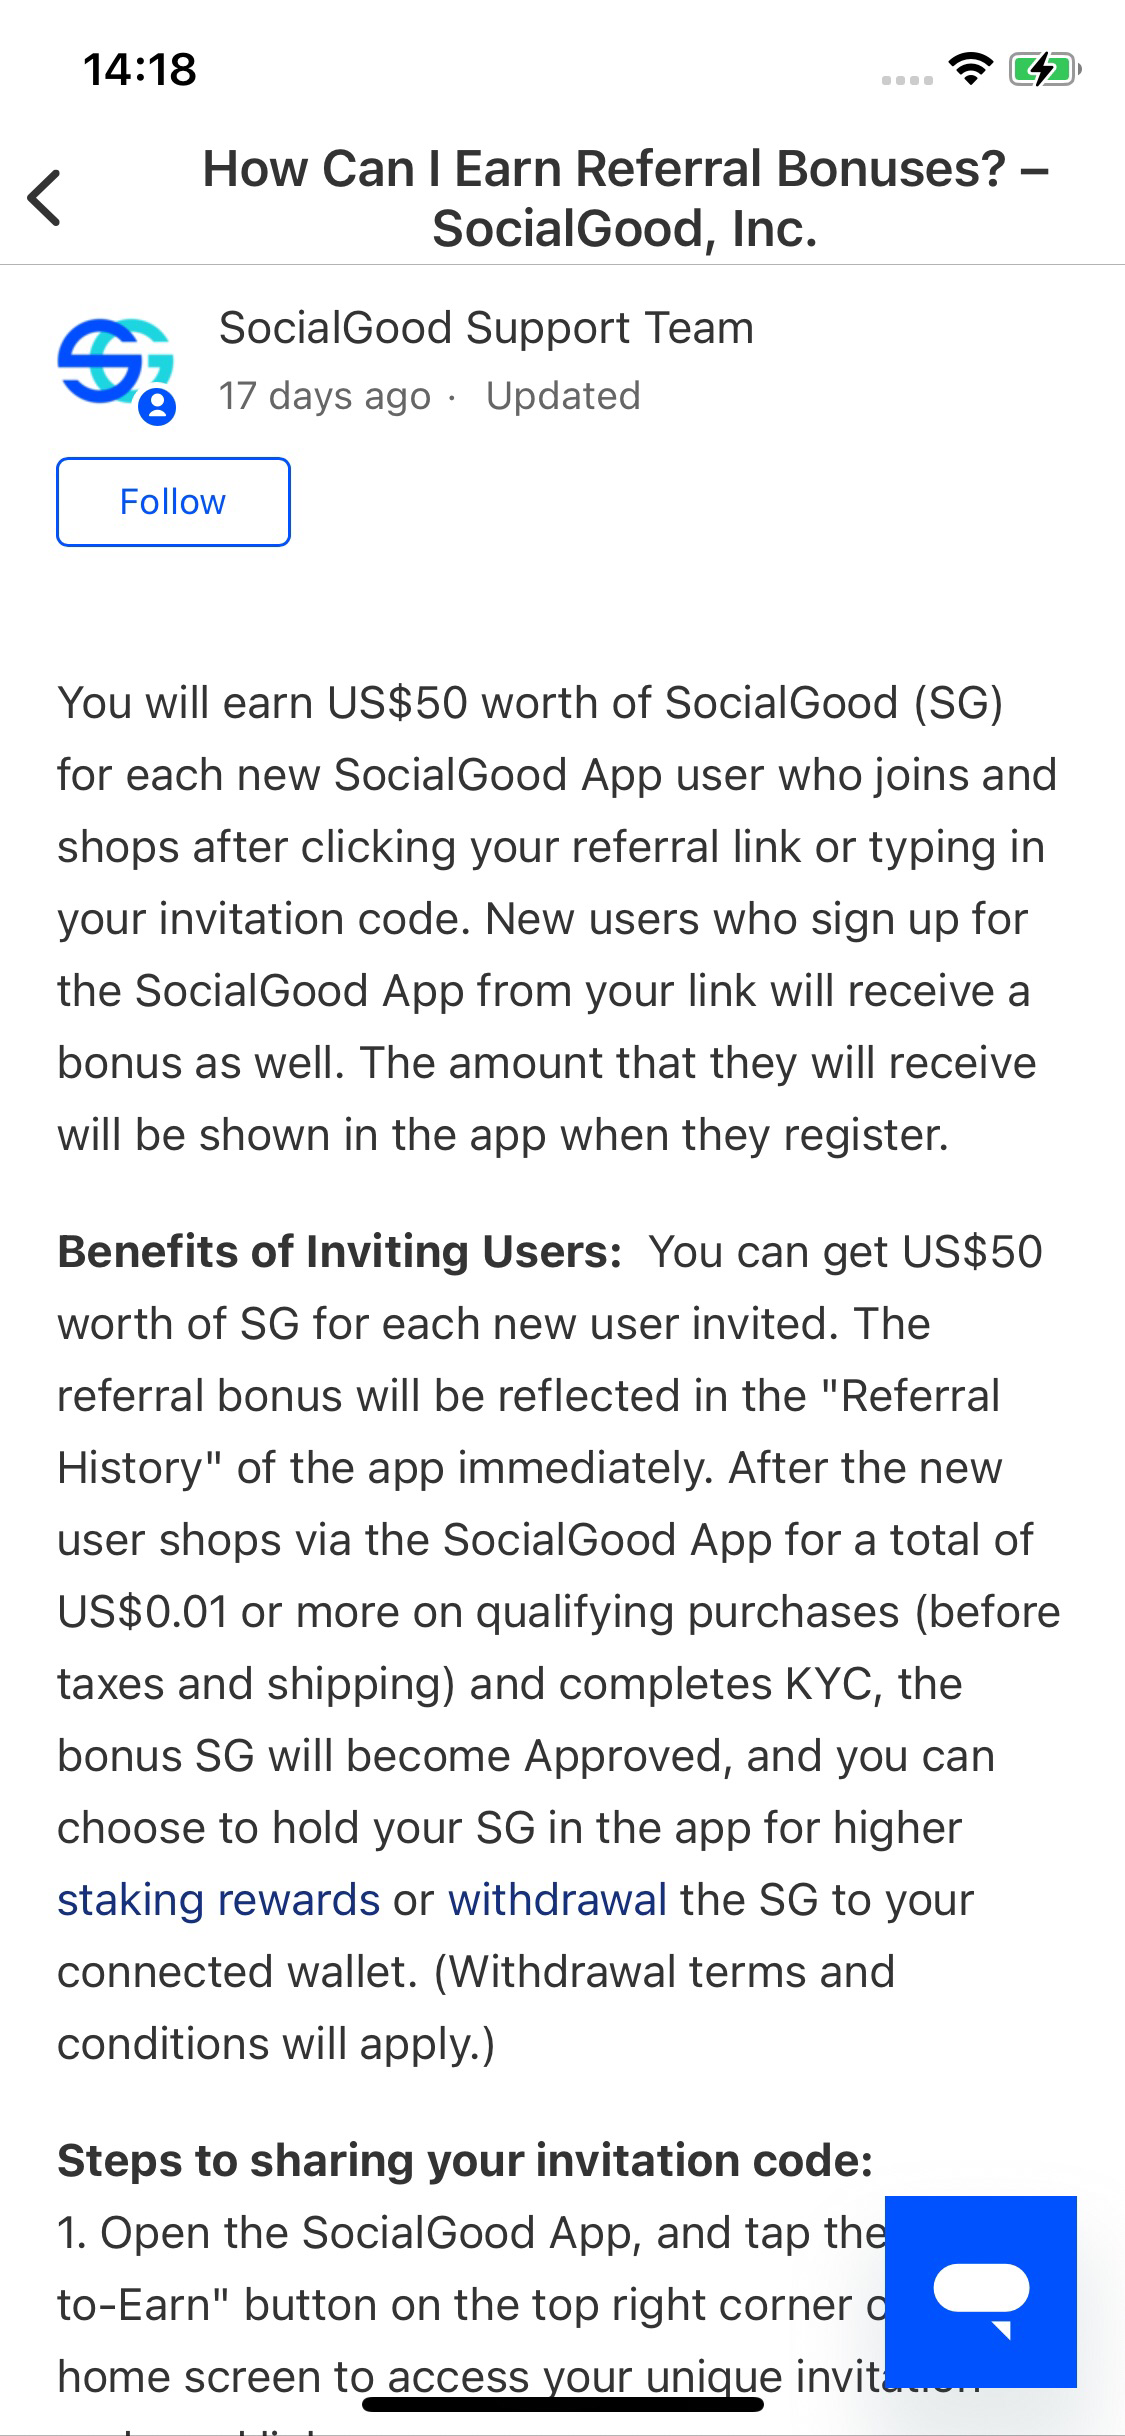 14:18
How Can I Earn Referral Bonuses? –
SocialGood, Inc.
SocialGood Support Team
17 days ago · Updated
Follow
You will earn US$50 worth of SocialGood (SG)
for each new SocialGood App user who joins and
shops after clicking your referral link or typing in
your invitation code. New users who sign up for
the SocialGood App from your link will receive a
bonus as well. The amount that they will receive
will be shown in the app when they register.
Benefits of Inviting Users:  You can get US$50
worth of SG for each new user invited. The
referral bonus will be reflected in the "Referral
History" of the app immediately. After the new
user shops via the SocialGood App for a total of
US$0.01 or more on qualifying purchases (before
taxes and shipping) and completes KYC, the
bonus SG will become Approved, and you can
choose to hold your SG in the app for higher
staking rewards or withdrawal the SG to your
connected wallet. (Withdrawal terms and
conditions will apply.)
Steps to sharing your invitation code:
1. Open the SocialGood App, and tap the
to-Earn" button on the top right corner
home screen to access your unique invitation